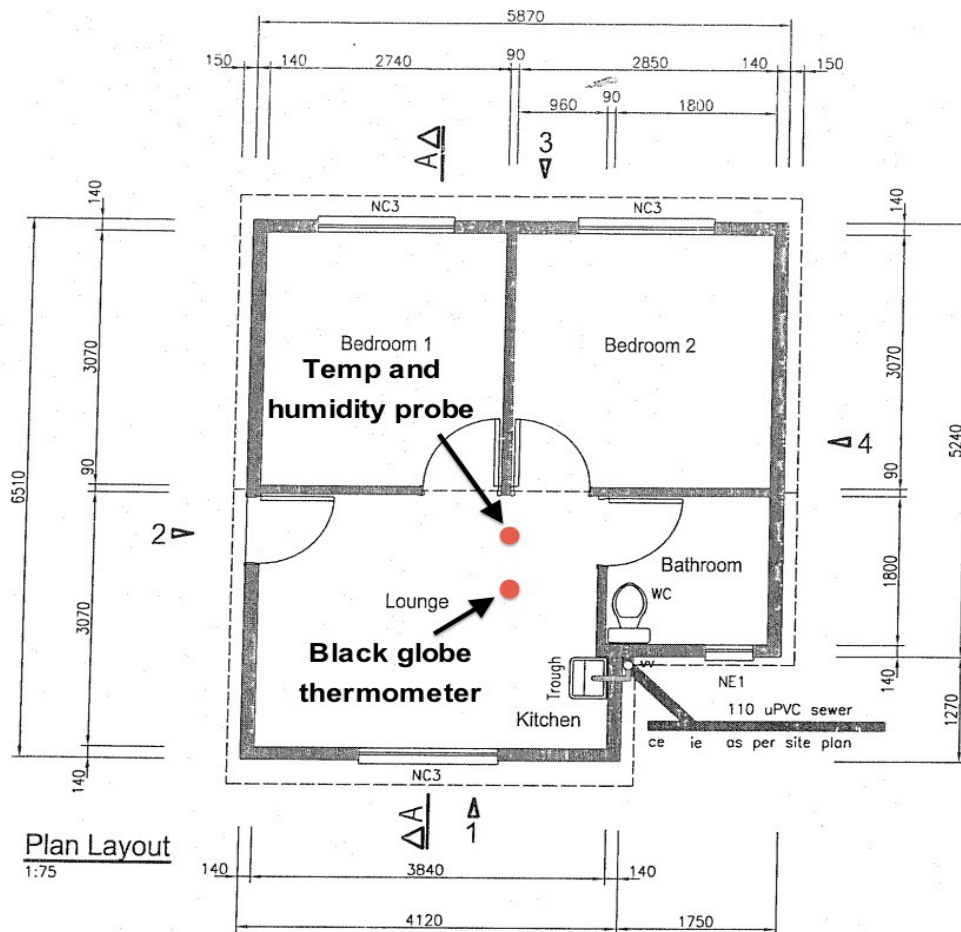 5870
150 140 2740 90 2850 140 150
960 90 1800
A
3
140
140
NC3
NC3
3070
3070
Bedroom 1
Bedroom 2
Temp and
humidity probe
6510
5240
4
90
90
2
Bathroom
1800
WC
Lounge
3070
Black globe
thermometer
Trough
NE1
140
1270
Kitchen
110 uPVC sewer
ce ie as per site plan
140
NC3
A
1
Plan Layout
1:75
140 3840 140
4120 1750